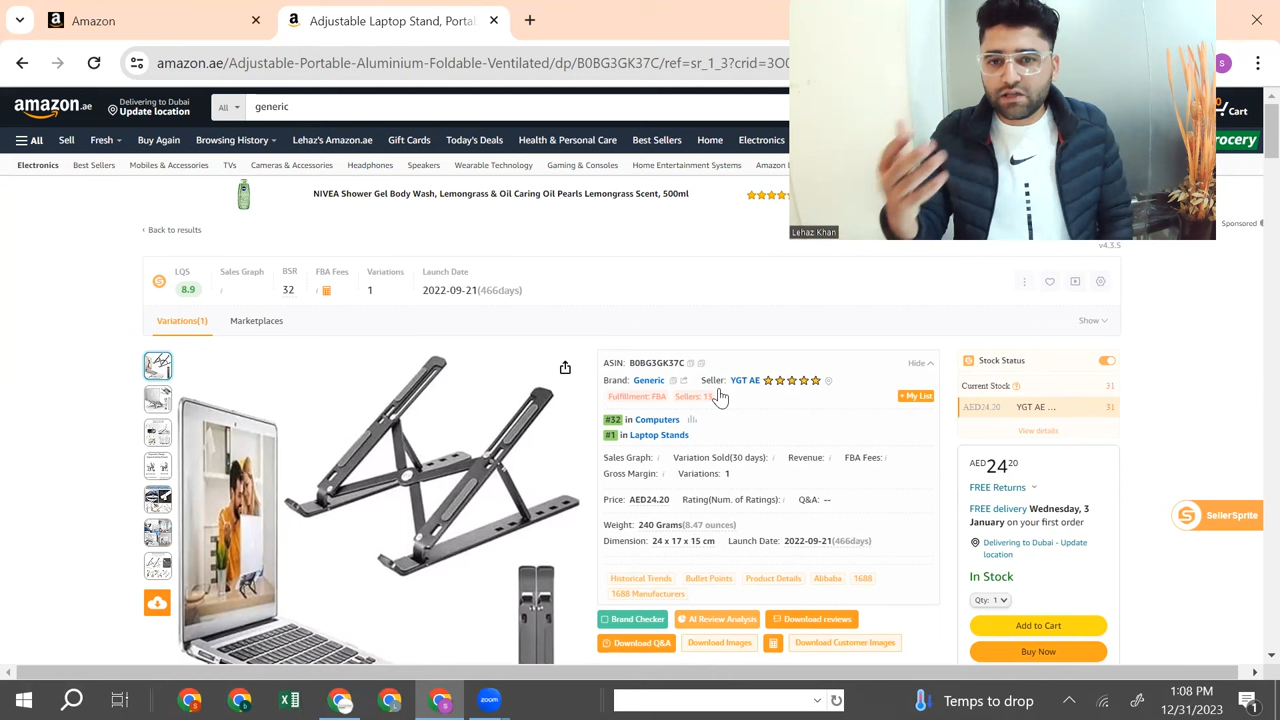 Amazon
Adjustable Laptop Stand, Porta
amazon.ae/Adjustable-Portable-Aluminium-Foldable-Ventilated/dp/B0BG3GK37C/ref=sr_1_3?crid=3O0
S
amazon.ae
Delivering to Dubai
Update location
All
generic
Cart
All
Sell
Fresh
Buy Again
Browsing History
Lehaz's Amazon.ae
Gift Cards
Today's Deals
Health & Personal Care
Books
Amazon
Grocery
Electronics
Best Sellers
Mobiles & Accessories
TVs
Cameras & Accessories
Headphones
Speakers
Wearable Technology
Gaming & Consoles
Home Entertainment Systems
Amazon
NIVEA Shower Gel Body Wash, Lemongrass & Oil Caring Oil Pearls Lemongrass Scent, 500ml
Lehaz Khan
‹ Back to results
Sponsored
v4.3.5
LQS
Sales Graph
BSR
FBA Fees
Variations
Launch Date
8.9
i
32
i
1
2022-09-21(466days)
Variations(1)
Marketplaces
Show
ASIN: B0BG3GK37C
Hide
Brand: Generic
Seller: YGT AE
Fulfillment: FBA
Sellers: 13
+ My List
#32 in Computers
#1 in Laptop Stands
Sales Graph: i
Variation Sold(30 days): i
Revenue: i
FBA Fees: i
Gross Margin: i
Variations: 1
Price: AED24.20
Rating(Num. of Ratings): i
Q&A: --
Weight: 240 Grams(8.47 ounces)
Dimension: 24 x 17 x 15 cm
Launch Date: 2022-09-21(466days)
Historical Trends
Bullet Points
Product Details
Alibaba
1688
1688 Manufacturers
Brand Checker
AI Review Analysis
Download reviews
Download Q&A
Download Images
Download Customer Images
Stock Status
Current Stock ?
31
AED24.20
YGT AE ...
31
View details
AED 24 20
FREE Returns
FREE delivery Wednesday, 3
January on your first order
Delivering to Dubai - Update
location
In Stock
Qty: 1
Add to Cart
Buy Now
SellerSprite
Temps to drop
1:08 PM
12/31/2023
1